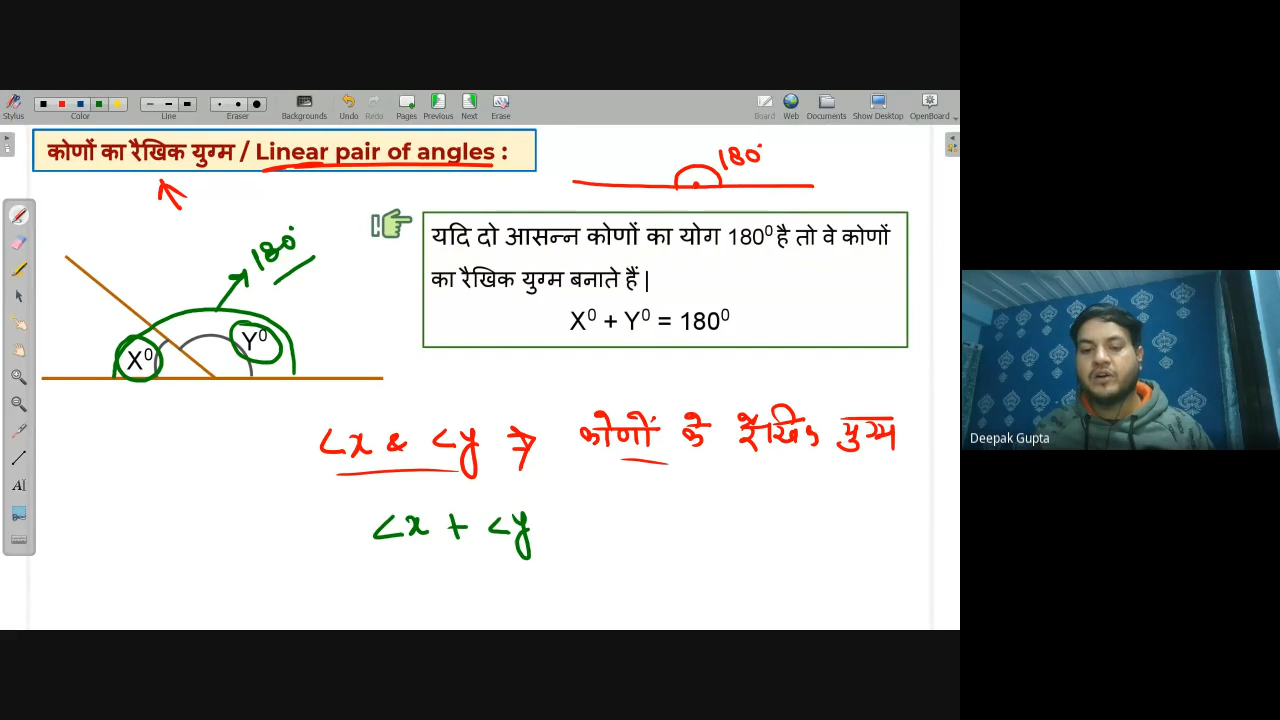 Stylus
Color
Line
Eraser
Backgrounds
Undo
Redo
Pages
Previous
Next
Erase
Board
Web
Documents
Show Desktop
OpenBoard
कोणों का रैखिक युग्म / Linear pair of angles :
180°
180°
यदि दो आसन्न कोणों का योग 180⁰ है तो वे कोणों
का रैखिक युग्म बनाते हैं |
X⁰ + Y⁰ = 180⁰
X⁰
Y⁰
∠x & ∠y ⇒ कोणों के रैखिक युग्म
∠x + ∠y
Deepak Gupta